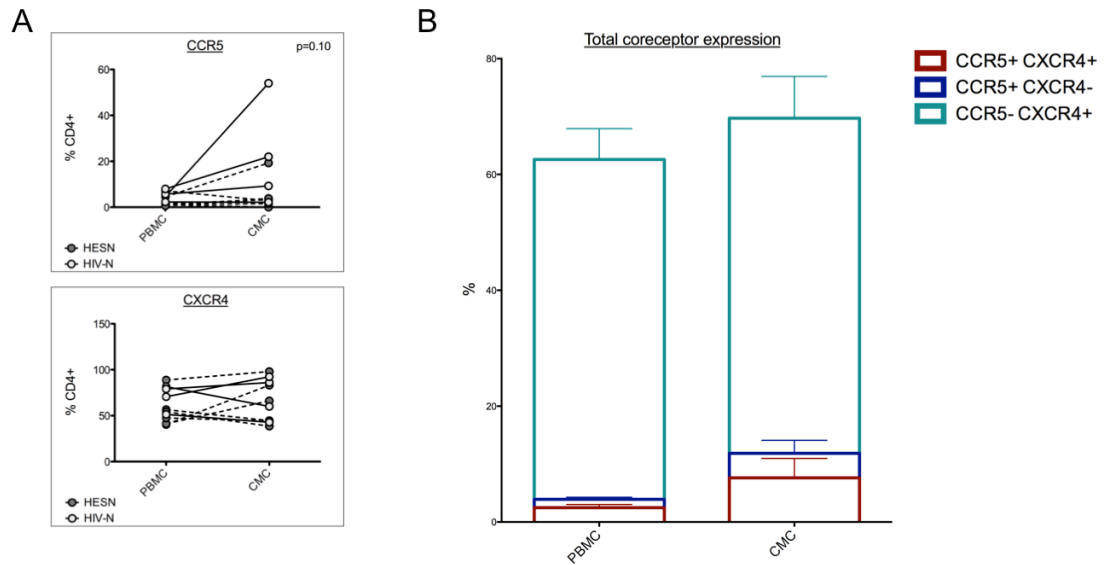 A
CCR5
p=0.10
60
40
20
0
% CD4+
PBMC
CMC
HESN
HIV-N
CXCR4
150
100
50
0
% CD4+
PBMC
CMC
HESN
HIV-N
B
Total coreceptor expression
80
60
40
20
0
%
PBMC
CMC
CCR5+ CXCR4+
CCR5+ CXCR4-
CCR5- CXCR4+